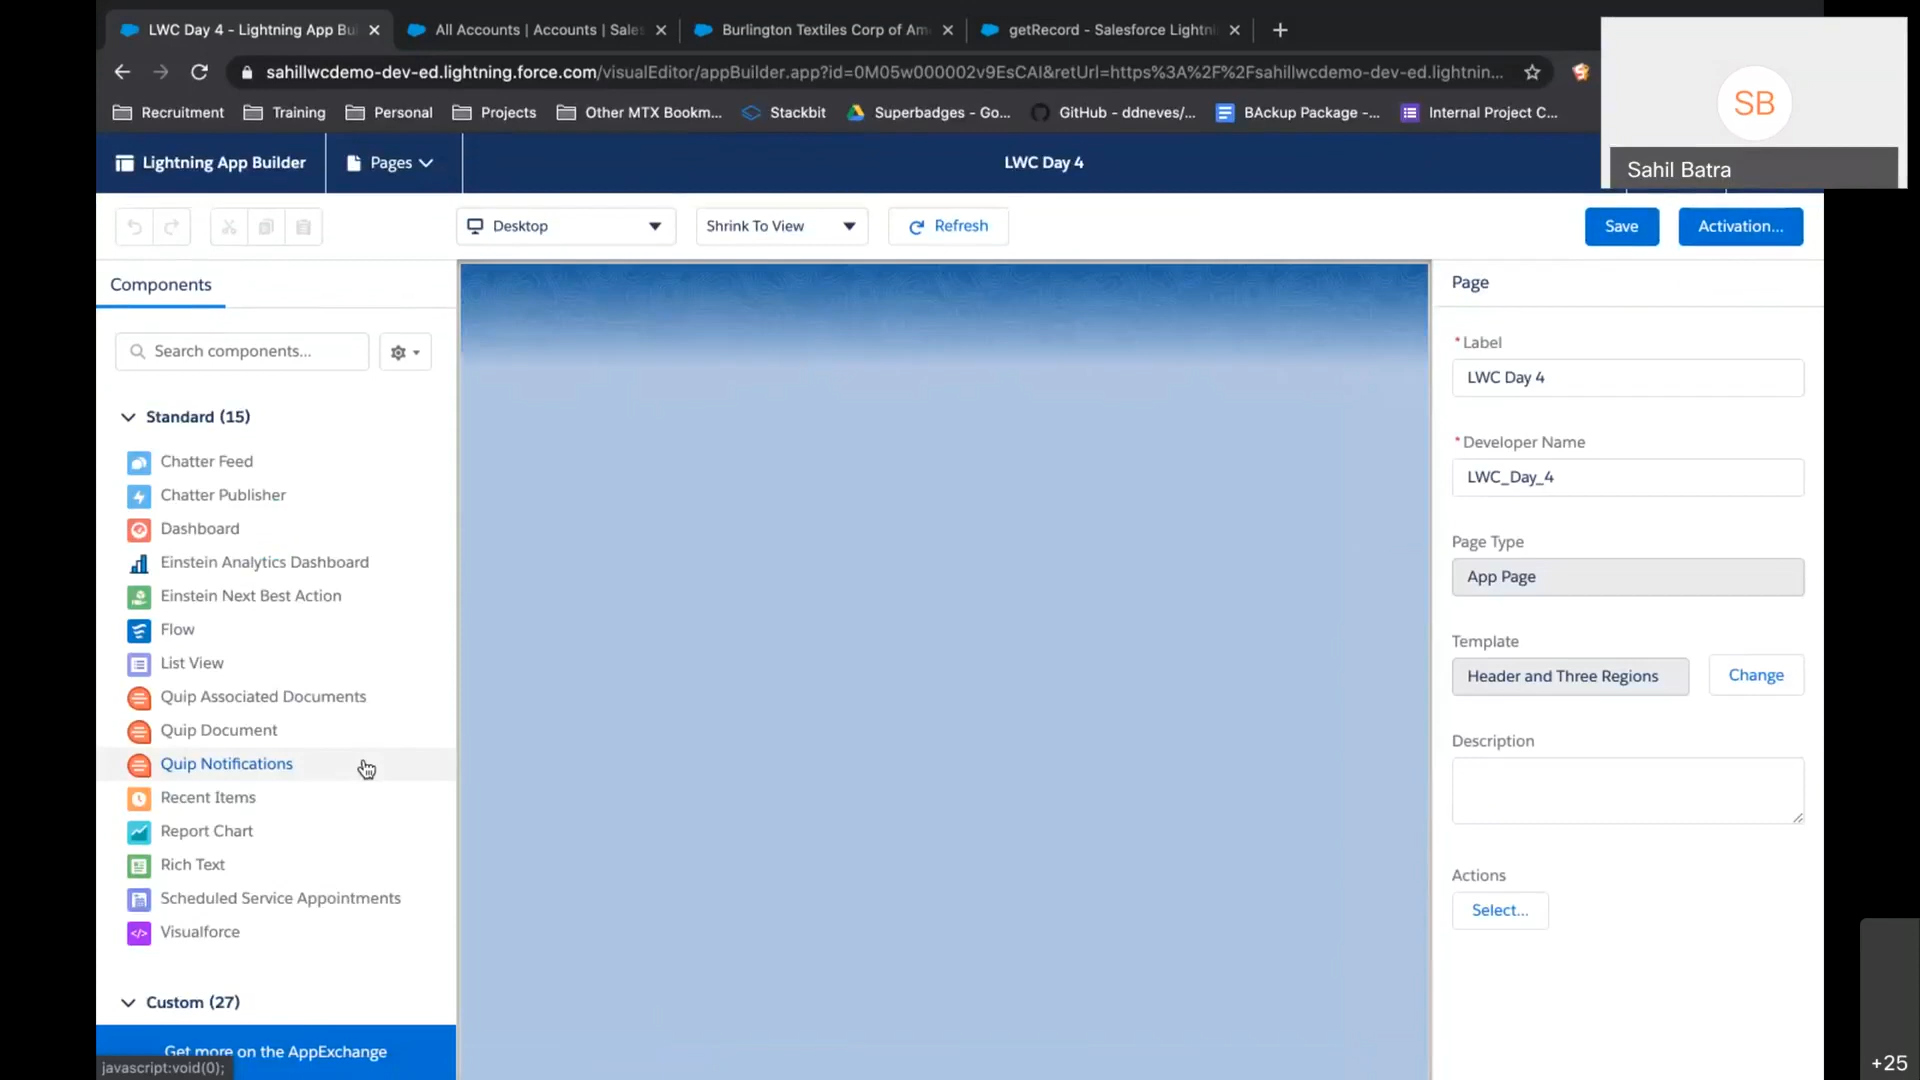 LWC Day 4 - Lightning App Bui
All Accounts | Accounts | Sales
Burlington Textiles Corp of Am
getRecord - Salesforce Lightni
sahillwcdemo-dev-ed.lightning.force.com/visualEditor/appBuilder.app?id=0M05w000002v9EsCAI&retUrl=https%3A%2F%2Fsahillwcdemo-dev-ed.lightnin...
Recruitment
Training
Personal
Projects
Other MTX Bookm...
Stackbit
Superbadges - Go...
GitHub - ddneves/...
BAckup Package -...
Internal Project C...
SB
Sahil Batra
Lightning App Builder
Pages
LWC Day 4
Desktop
Shrink To View
Refresh
Save
Activation...
Components
Search components...
Standard (15)
Chatter Feed
Chatter Publisher
Dashboard
Einstein Analytics Dashboard
Einstein Next Best Action
Flow
List View
Quip Associated Documents
Quip Document
Quip Notifications
Recent Items
Report Chart
Rich Text
Scheduled Service Appointments
Visualforce
Custom (27)
Get more on the AppExchange
javascript:void(0);
Page
*Label
LWC Day 4
*Developer Name
LWC_Day_4
Page Type
App Page
Template
Header and Three Regions
Change
Description
Actions
Select...
+25